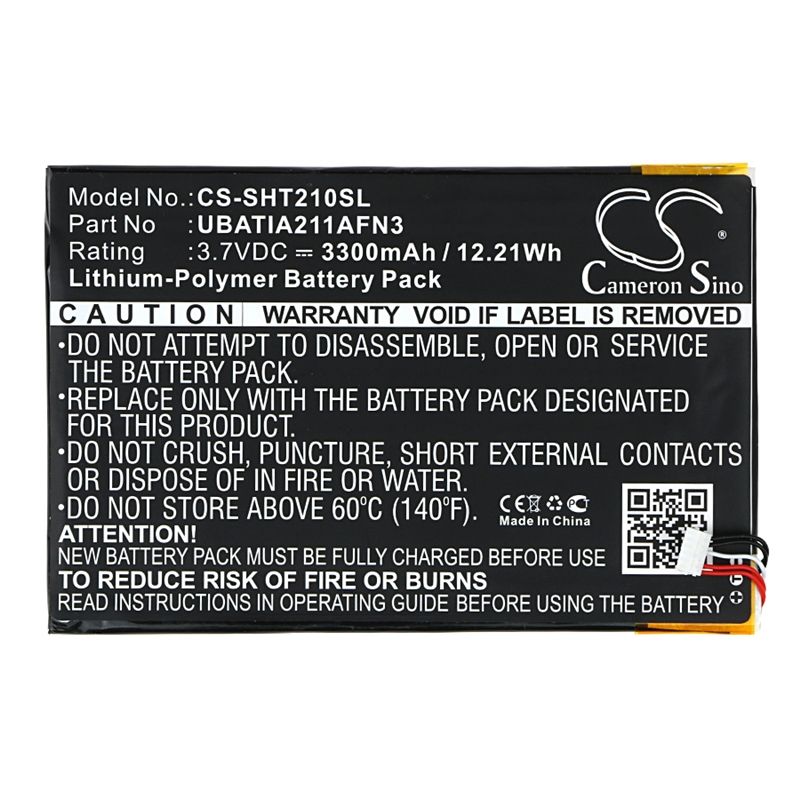 Model No.: CS-SHT210SL
Part No : UBATIA211AFN3
Rating : 3.7VDC ⎓ 3300mAh / 12.21Wh
Lithium-Polymer Battery Pack
CS
®
Cameron Sino
CAUTION WARRANTY VOID IF LABEL IS REMOVED
•DO NOT ATTEMPT TO DISASSEMBLE, OPEN OR SERVICE
THE BATTERY PACK.
•REPLACE ONLY WITH THE BATTERY PACK DESIGNATED
FOR THIS PRODUCT.
•DO NOT CRUSH, PUNCTURE, SHORT EXTERNAL CONTACTS
OR DISPOSE OF IN FIRE OR WATER.
•DO NOT STORE ABOVE 60°C (140°F).
CE
Made In China
ATTENTION!
NEW BATTERY PACK MUST BE FULLY CHARGED BEFORE USE
TO REDUCE RISK OF FIRE OR BURNS
READ INSTRUCTIONS IN OPERATING GUIDE BEFORE USING THE BATTERY